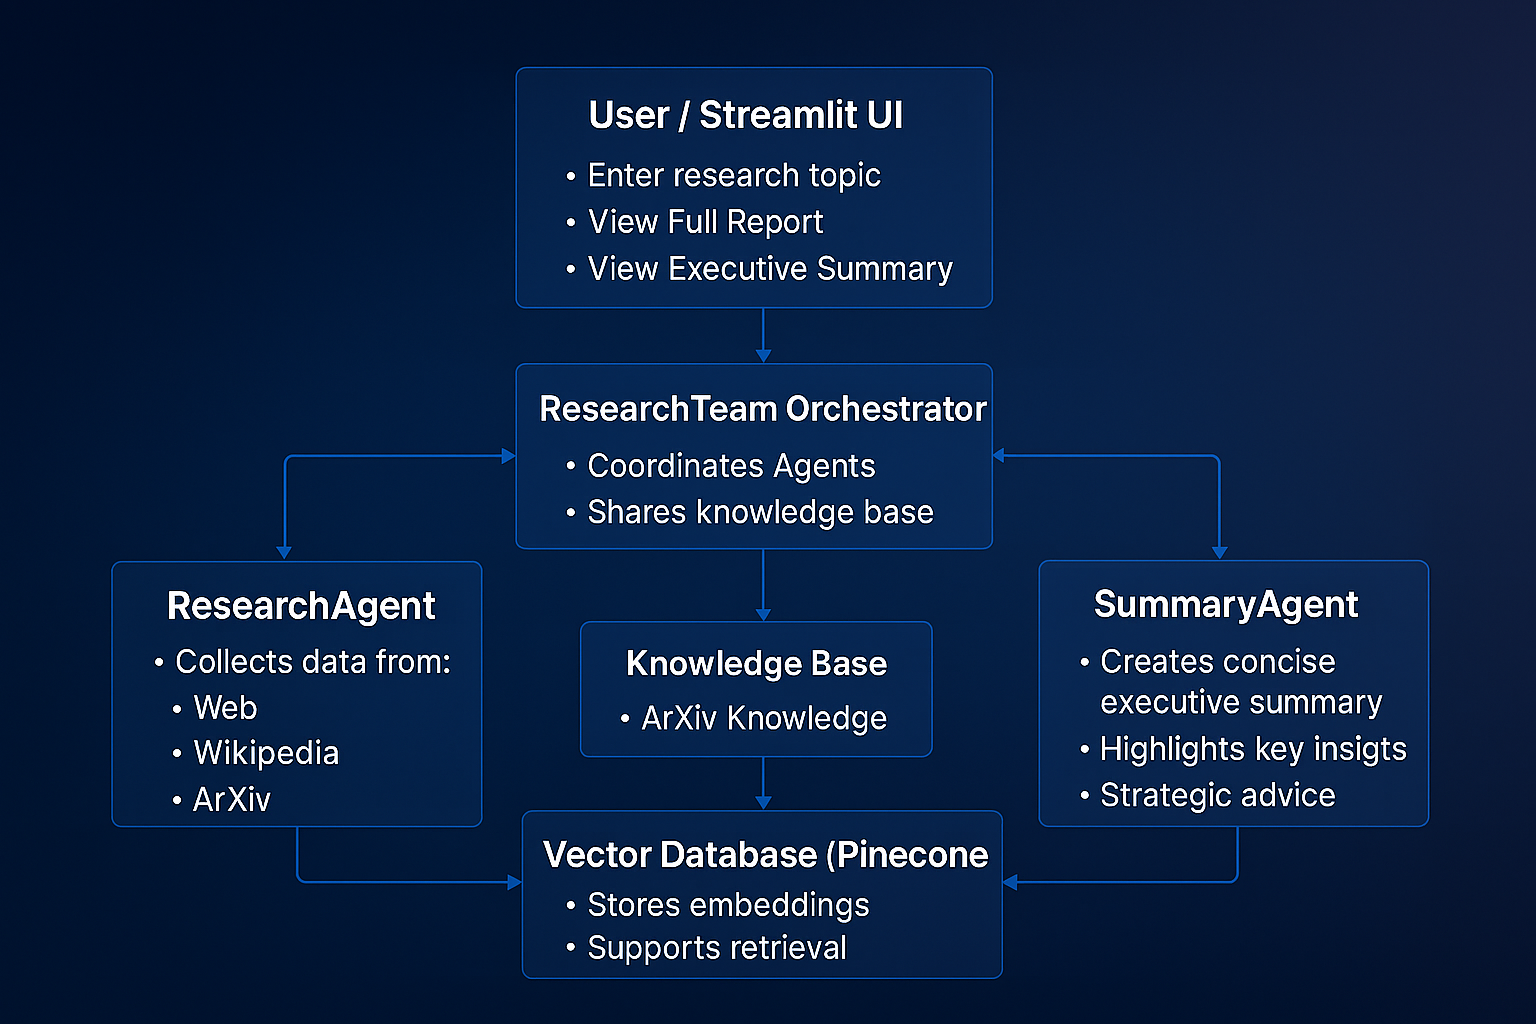 User / Streamlit UI
• Enter research topic
• View Full Report
• View Executive Summary
ResearchTeam Orchestrator
• Coordinates Agents
• Shares knowledge base
ResearchAgent
• Collects data from:
• Web
• Wikipedia
• ArXiv
Knowledge Base
• ArXiv Knowledge
SummaryAgent
• Creates concise
executive summary
• Highlights key insigts
• Strategic advice
Vector Database (Pinecone
• Stores embeddings
• Supports retrieval